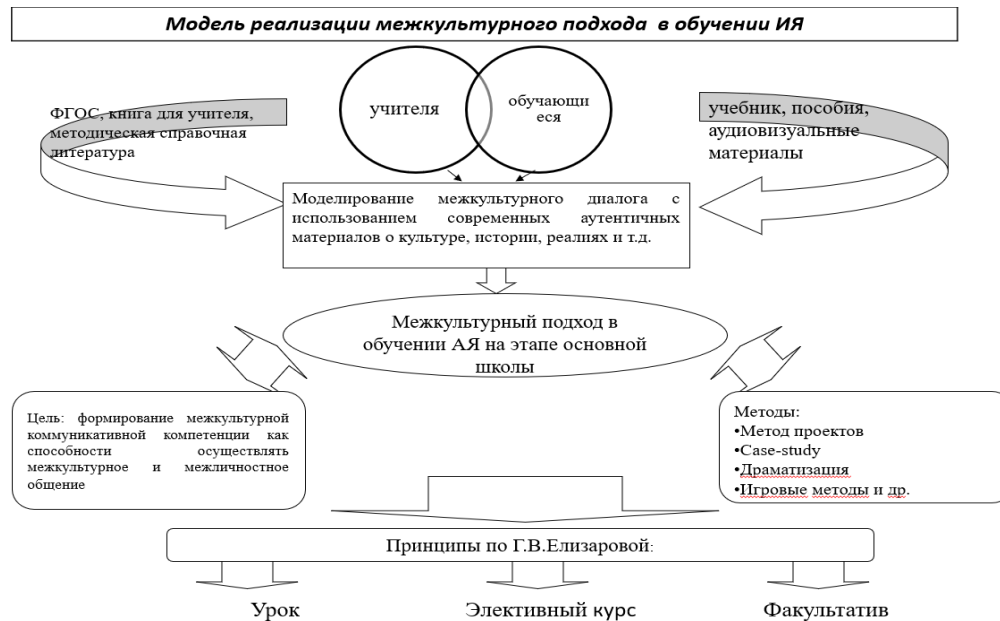 Модель реализации межкультурного подхода в обучении ИЯ
учителя
обучающи
еся
ФГОС, книга для учителя,
методическая справочная
литература
учебник, пособия,
аудиовизуальные
материалы
Моделирование межкультурного диалога с
использованием современных аутентичных
материалов о культуре, истории, реалиях и т.д.
Межкультурный подход в
обучении АЯ на этапе основной
школы
Цель: формирование межкультурной
коммуникативной компетенции как
способности осуществлять
межкультурное и межличностное
общение
Методы:
•Метод проектов
•Case-study
•Драматизация
•Игровые методы и др.
Принципы по Г.В.Елизаровой:
Урок
Элективный курс
Факультатив